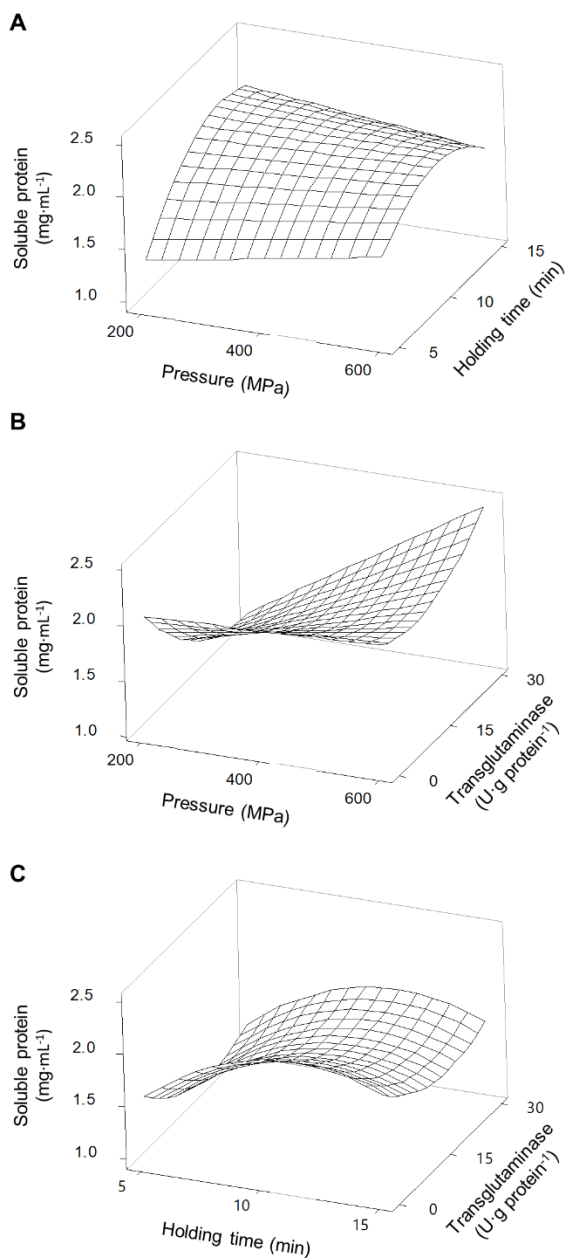 A
Soluble protein
(mg·mL⁻¹)
2.5
2.0
1.5
1.0
200
400
600
Pressure (MPa)
5
10
15
Holding time (min)
B
Soluble protein
(mg·mL⁻¹)
2.5
2.0
1.5
1.0
200
400
600
Pressure (MPa)
0
15
30
Transglutaminase
(U·g protein⁻¹)
C
Soluble protein
(mg·mL⁻¹)
2.5
2.0
1.5
1.0
5
10
15
Holding time (min)
0
15
30
Transglutaminase
(U·g protein⁻¹)